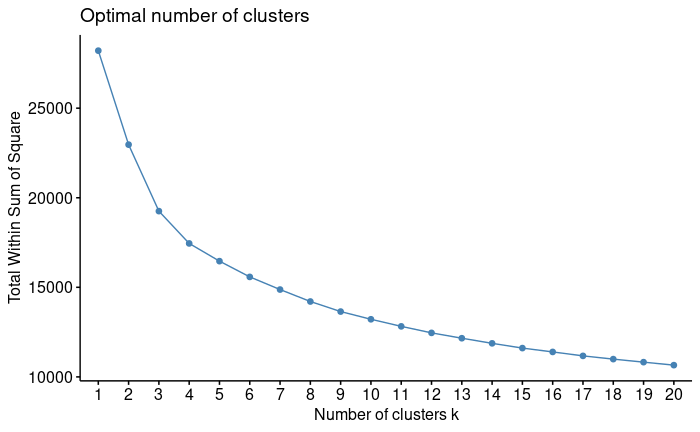 Optimal number of clusters
Total Within Sum of Square
25000
20000
15000
10000
1 2 3 4 5 6 7 8 9 10 11 12 13 14 15 16 17 18 19 20
Number of clusters k